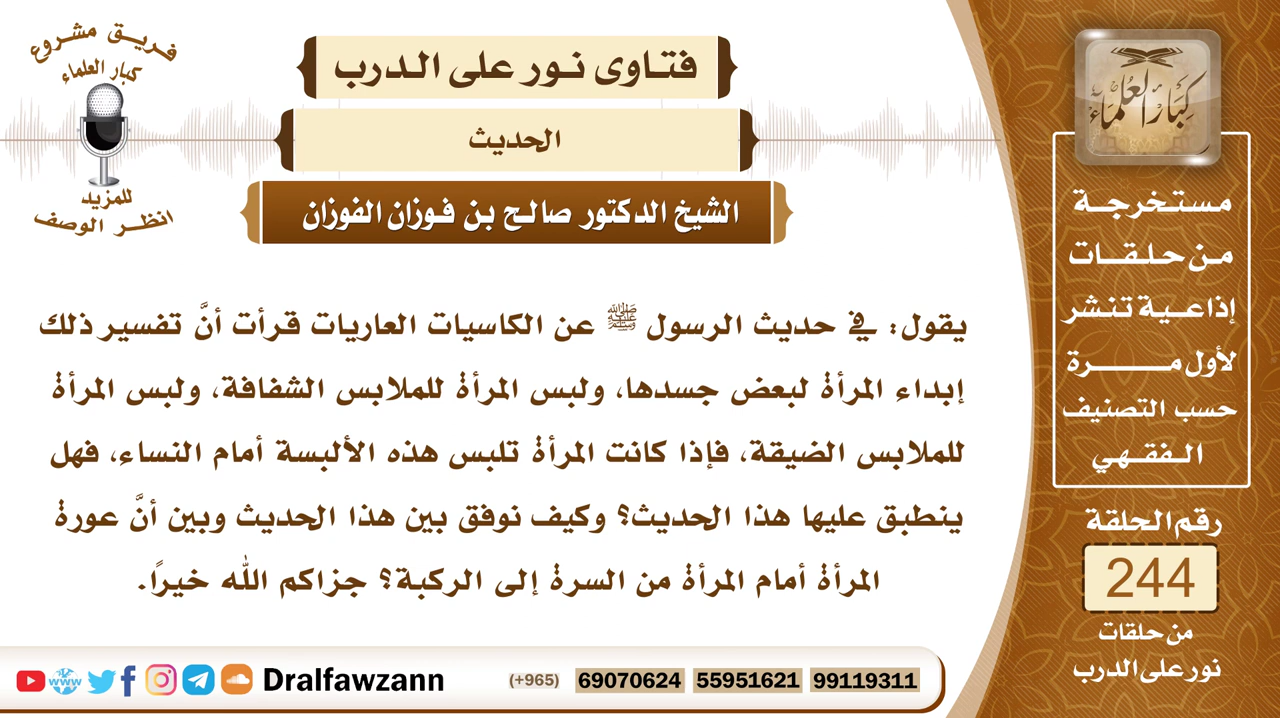 فريق مشروع
كبار العلماء
للمزيد
انظر الوصف
فتاوى نور على الدرب
الحديث
الشيخ الدكتور صالح بن فوزان الفوزان
يقول: في حديث الرسول ﷺ عن الكاسيات العاريات قرأت أنَّ تفسير ذلك
إبداء المرأة لبعض جسدها، ولبس المرأة للملابس الشفافة، ولبس المرأة
للملابس الضيقة، فإذا كانت المرأة تلبس هذه الألبسة أمام النساء، فهل
ينطبق عليها هذا الحديث؟ وكيف نوفق بين هذا الحديث وبين أنَّ عورة
المرأة أمام المرأة من السرة إلى الركبة؟ جزاكم الله خيرًا.
كبار العلماء
مستخرجة
من حلقات
إذاعية تنشر
لأول مرة
حسب التصنيف
الفقهي
رقم الحلقة
244
من حلقات
نور على الدرب
www
Dralfawzann
(+965) 69070624 55951621 99119311